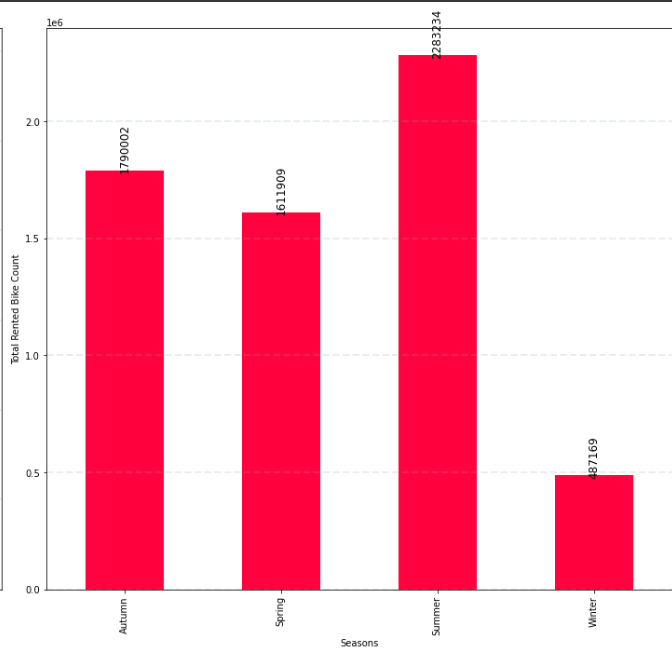 1e6
2283234
2.0
1790002
1611909
1.5
Total Rented Bike Count
1.0
487169
0.5
0.0
Autumn
Spring
Summer
Winter
Seasons